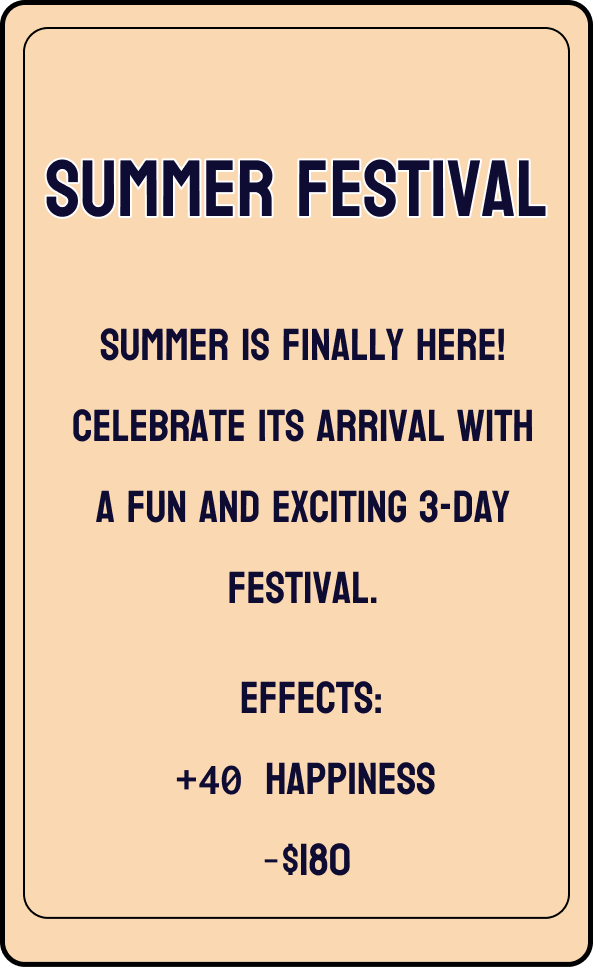 SUMMER FESTIVAL
SUMMER IS FINALLY HERE!
CELEBRATE ITS ARRIVAL WITH
A FUN AND EXCITING 3-DAY
FESTIVAL.
EFFECTS:
+40 HAPPINESS
-$180